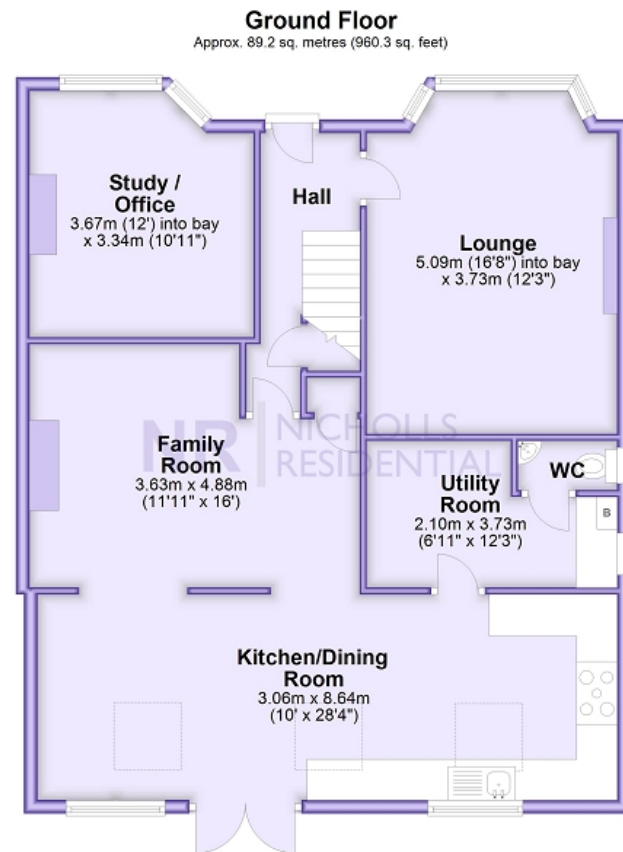 Ground Floor
Approx. 89.2 sq. metres (960.3 sq. feet)
Study /
Office
3.67m (12') into bay
x 3.34m (10'11")
Hall
Lounge
5.09m (16'8") into bay
x 3.73m (12'3")
NR
NICHOLLS
RESIDENTIAL
Family
Room
3.63m x 4.88m
(11'11" x 16')
WC
Utility
Room
2.10m x 3.73m
(6'11" x 12'3")
B
Kitchen/Dining
Room
3.06m x 8.64m
(10' x 28'4")